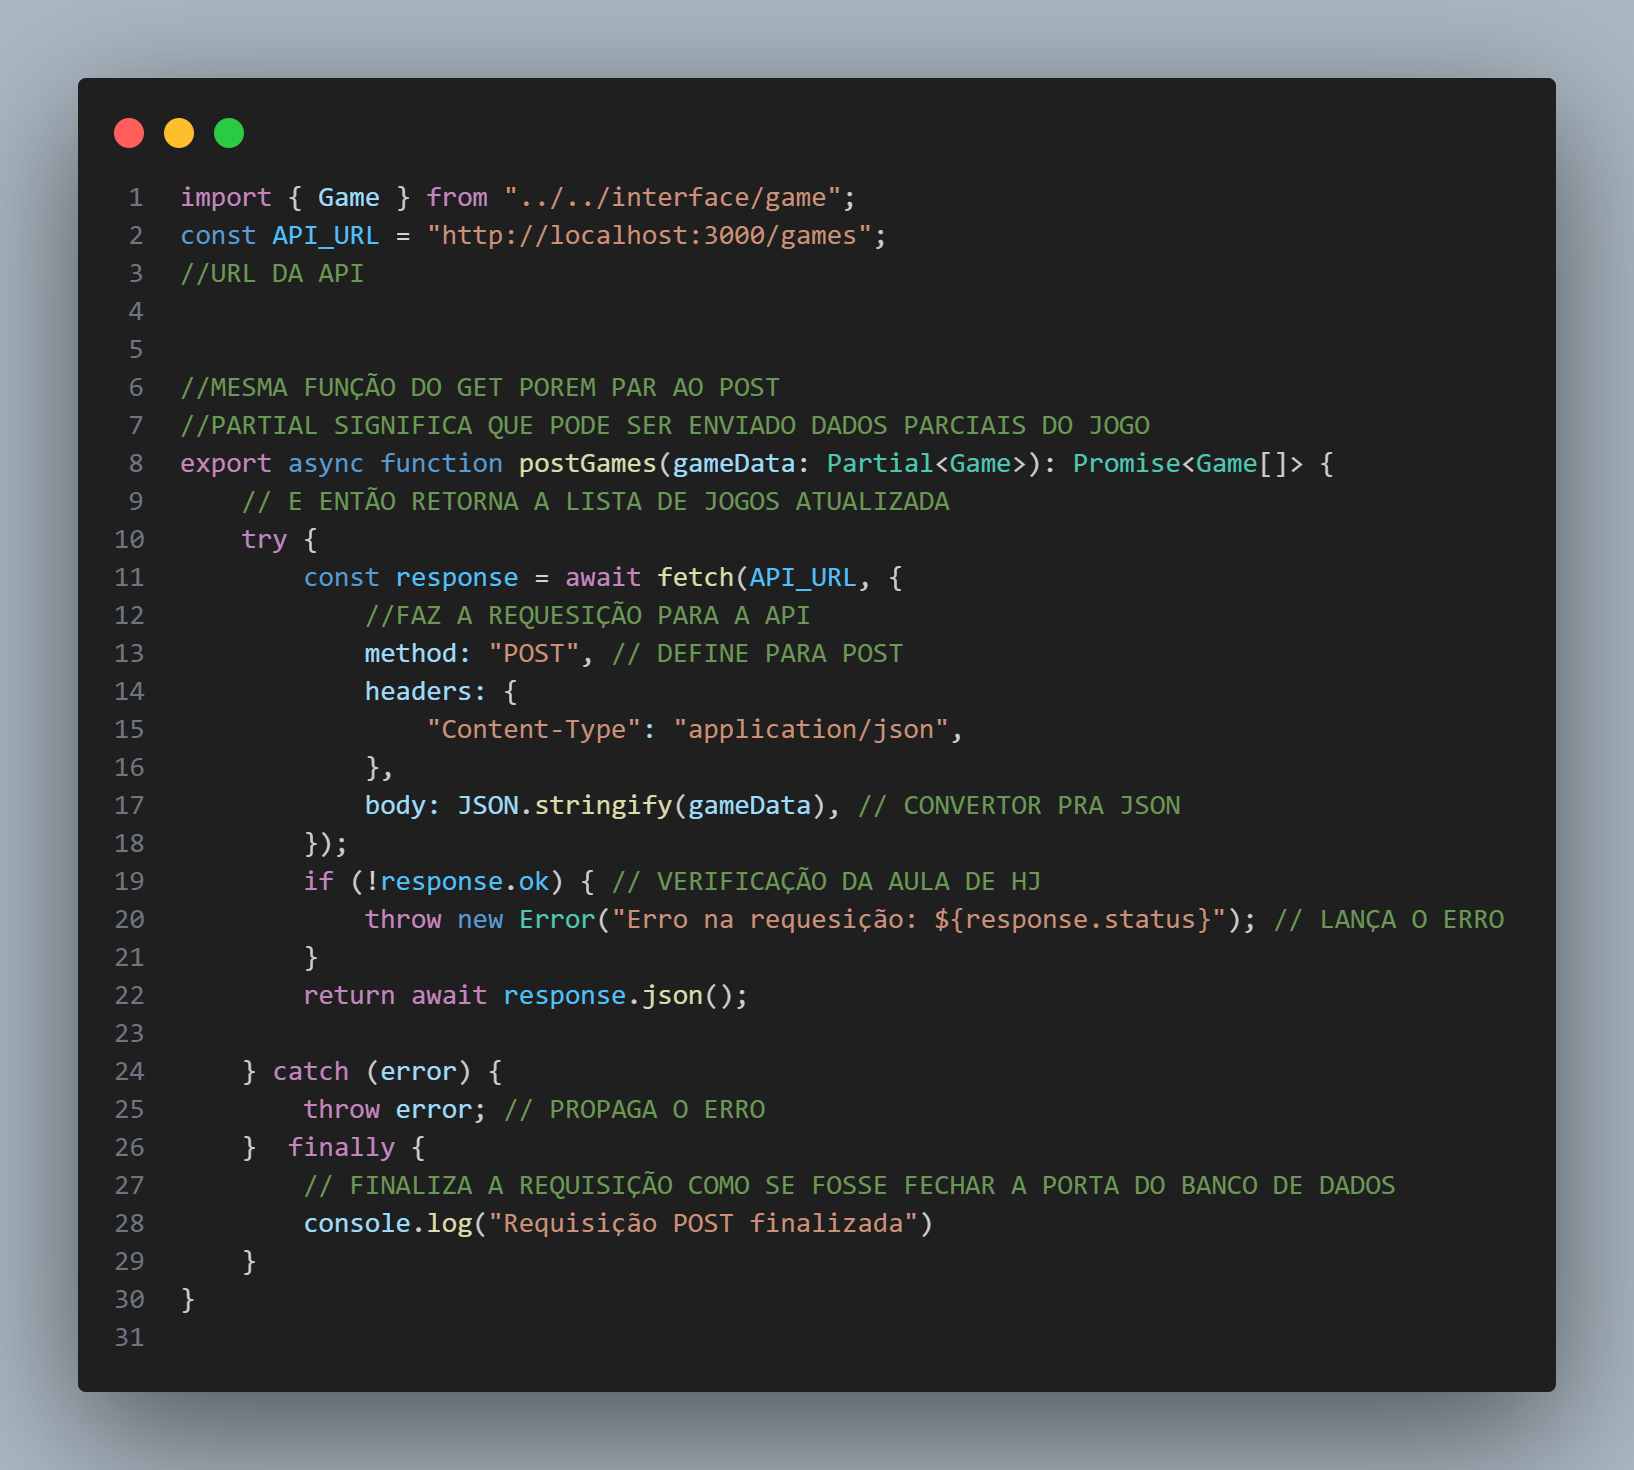 1 import { Game } from "../../interface/game";
2 const API_URL = "http://localhost:3000/games";
3 //URL DA API
4
5
6 //MESMA FUNÇÃO DO GET POREM PAR AO POST
7 //PARTIAL SIGNIFICA QUE PODE SER ENVIADO DADOS PARCIAIS DO JOGO
8 export async function postGames(gameData: Partial<Game>): Promise<Game[]> {
9     // E ENTÃO RETORNA A LISTA DE JOGOS ATUALIZADA
10     try {
11         const response = await fetch(API_URL, {
12             //FAZ A REQUESIÇÃO PARA A API
13             method: "POST", // DEFINE PARA POST
14             headers: {
15                 "Content-Type": "application/json",
16             },
17             body: JSON.stringify(gameData), // CONVERTOR PRA JSON
18         });
19         if (!response.ok) { // VERIFICAÇÃO DA AULA DE HJ
20             throw new Error("Erro na requesição: ${response.status}"); // LANÇA O ERRO
21         }
22         return await response.json();
23
24     } catch (error) {
25         throw error; // PROPAGA O ERRO
26     }  finally {
27         // FINALIZA A REQUISIÇÃO COMO SE FOSSE FECHAR A PORTA DO BANCO DE DADOS
28         console.log("Requisição POST finalizada")
29     }
30 }
31